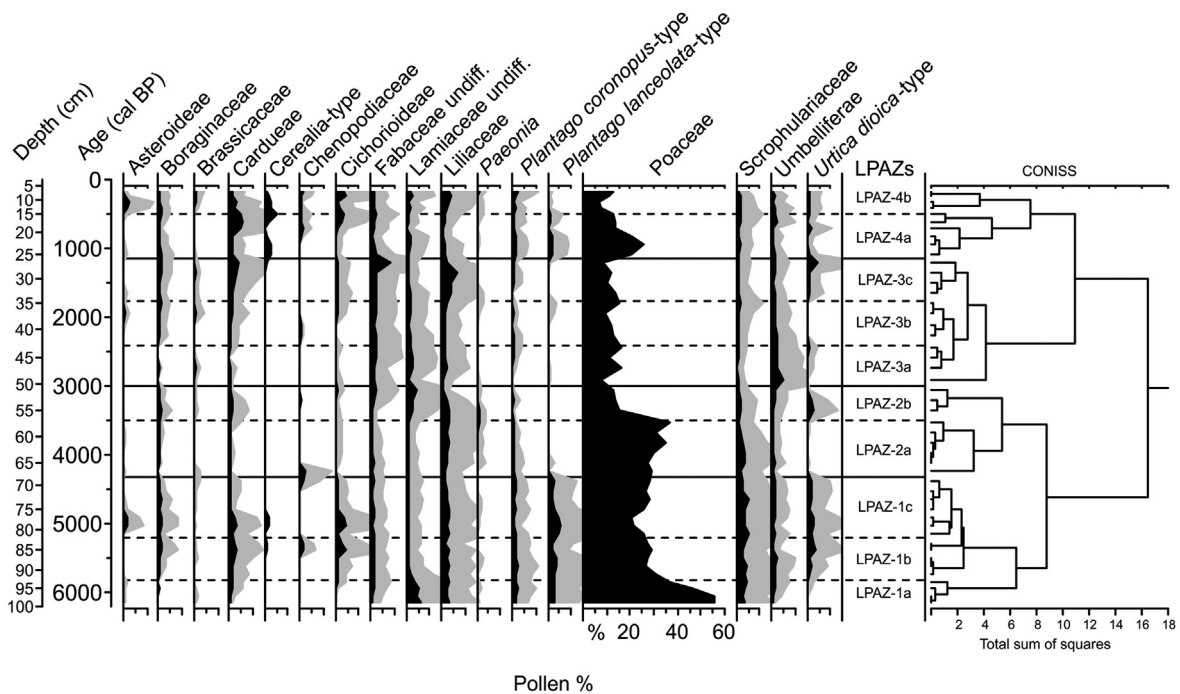 Depth (cm)
Age (cal BP)
Asteroideae
Boraginaceae
Brassicaceae
Cardueae
Cerealia-type
Chenopodiaceae
Cichorioideae
Fabaceae undiff.
Lamiaceae undiff.
Liliaceae
Paeonia
Plantago coronopus-type
Plantago lanceolata-type
Poaceae
Scrophulariaceae
Umbelliferae
Urtica dioica-type
LPAZs
CONISS
5
10
15
20
25
30
35
40
45
50
55
60
65
70
75
80
85
90
95
100
0
1000
2000
3000
4000
5000
6000
LPAZ-4b
LPAZ-4a
LPAZ-3c
LPAZ-3b
LPAZ-3a
LPAZ-2b
LPAZ-2a
LPAZ-1c
LPAZ-1b
LPAZ-1a
% 20 40 60
2 4 6 8 10 12 14 16 18
Total sum of squares
Pollen %